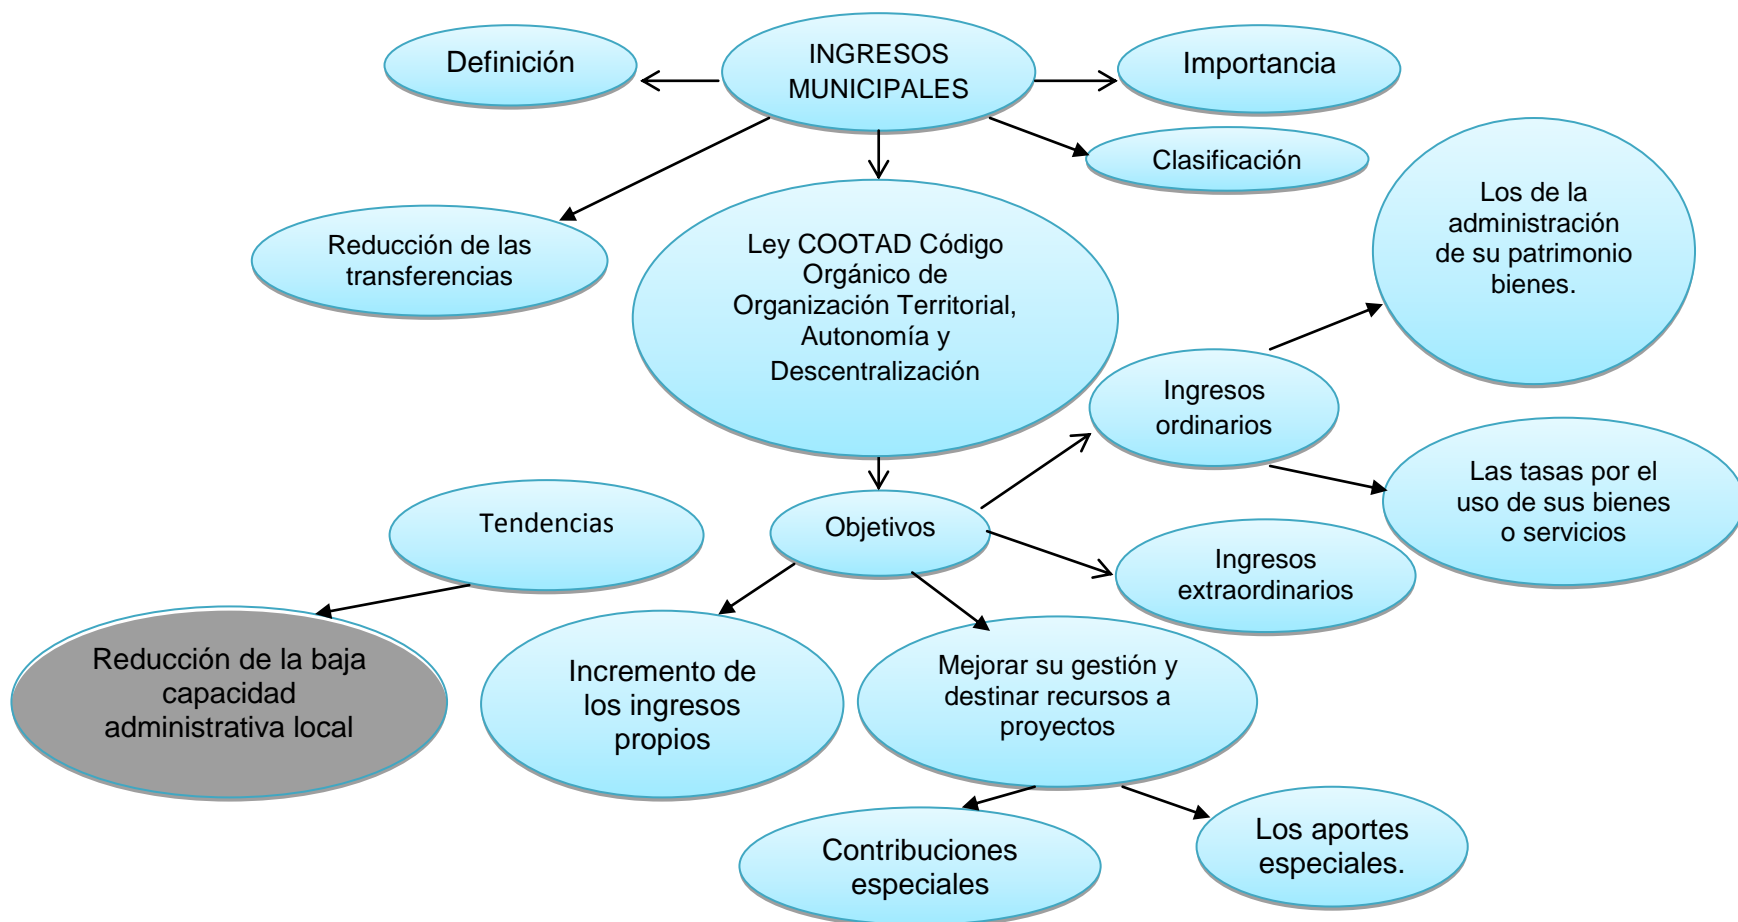 Definición
INGRESOS
MUNICIPALES
Importancia
Clasificación
Reducción de las
transferencias
Ley COOTAD Código
Orgánico de
Organización Territorial,
Autonomía y
Descentralización
Los de la
administración
de su patrimonio
bienes.
Ingresos
ordinarios
Las tasas por el
uso de sus bienes
o servicios
Tendencias
Objetivos
Ingresos
extraordinarios
Reducción de la baja
capacidad
administrativa local
Incremento de
los ingresos
propios
Mejorar su gestión y
destinar recursos a
proyectos
Contribuciones
especiales
Los aportes
especiales.